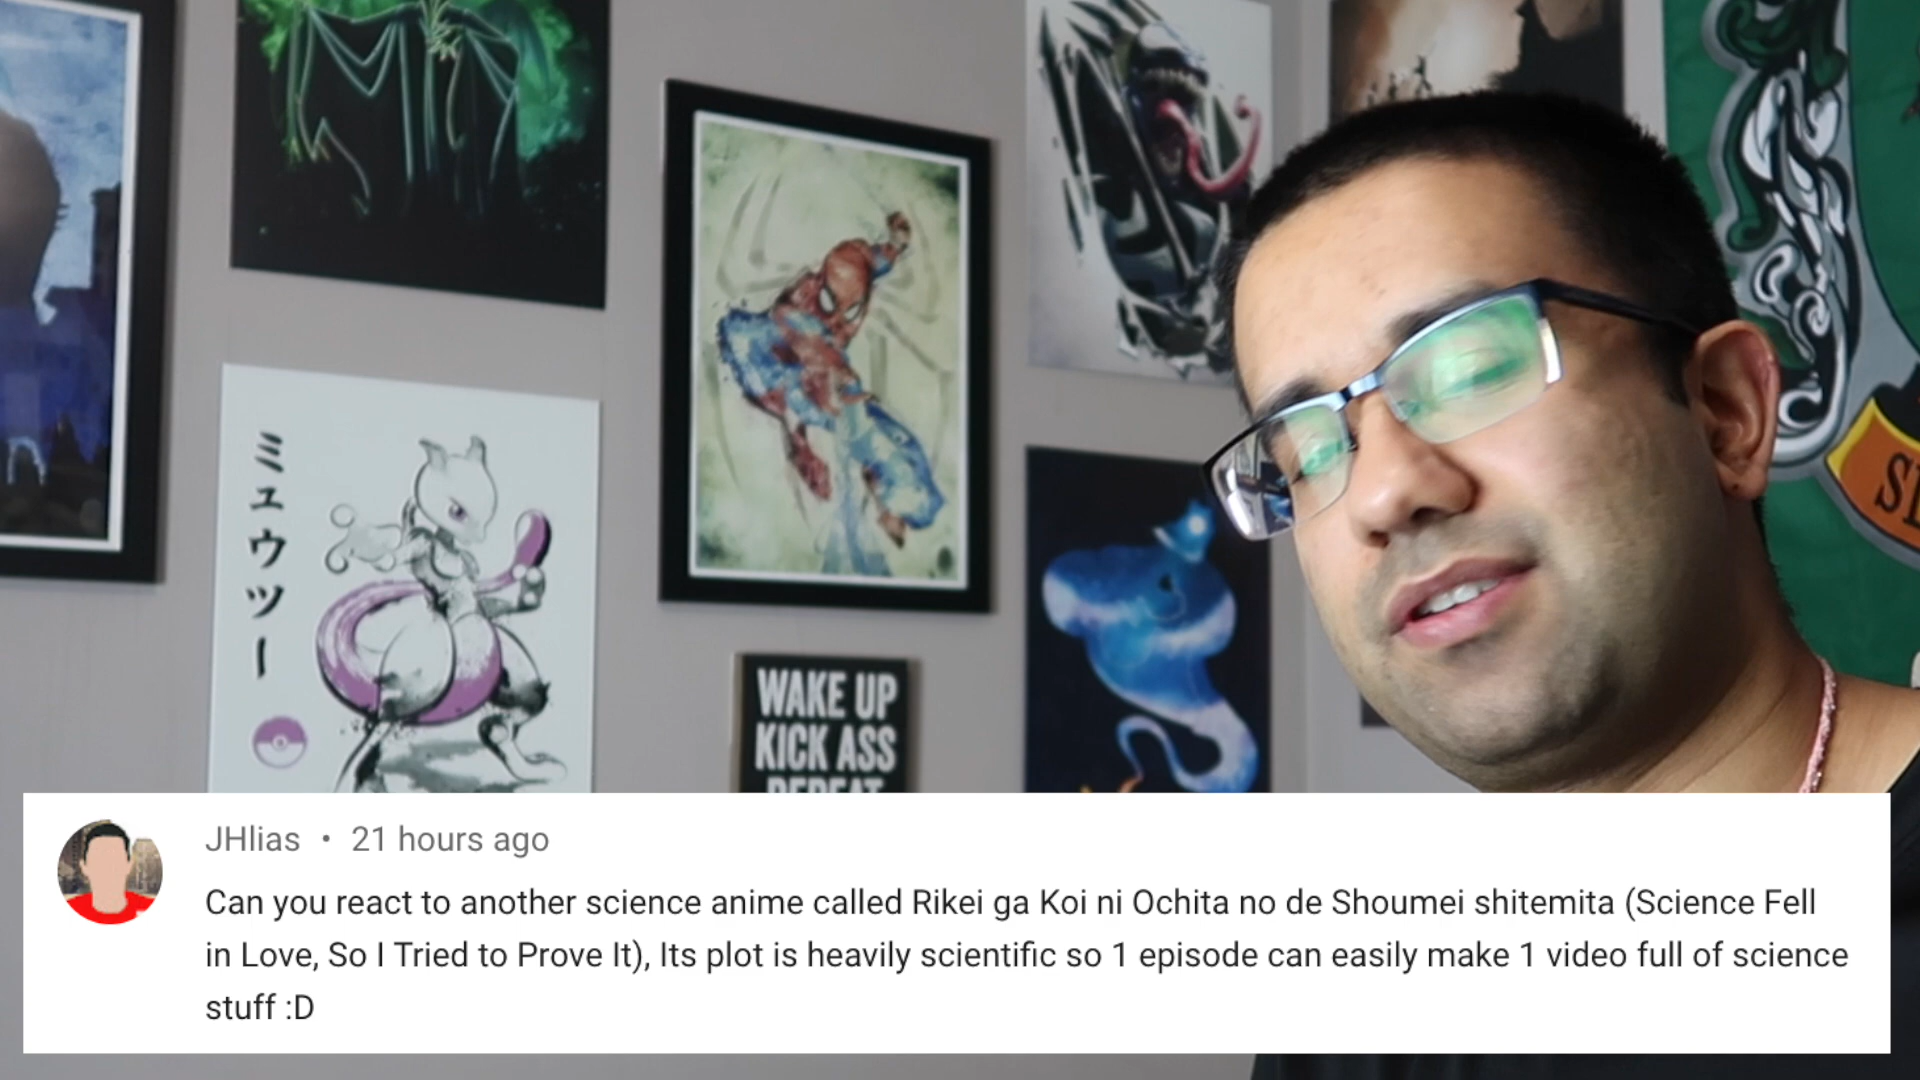 ミュウツー
WAKE UP
KICK ASS
REPEAT
JHlias • 21 hours ago
Can you react to another science anime called Rikei ga Koi ni Ochita no de Shoumei shitemita (Science Fell
in Love, So I Tried to Prove It), Its plot is heavily scientific so 1 episode can easily make 1 video full of science
stuff :D